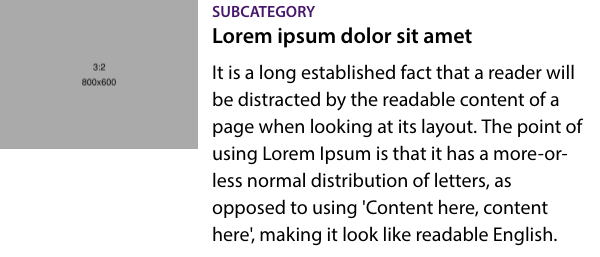 3:2
800x600
SUBCATEGORY
Lorem ipsum dolor sit amet
It is a long established fact that a reader will
be distracted by the readable content of a
page when looking at its layout. The point of
using Lorem Ipsum is that it has a more-or-
less normal distribution of letters, as
opposed to using 'Content here, content
here', making it look like readable English.